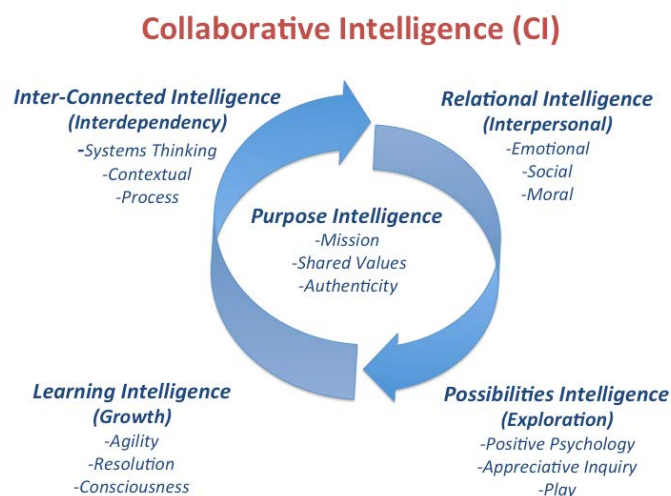 Collaborative Intelligence (CI)
Inter-Connected Intelligence
(Interdependency)
-Systems Thinking
-Contextual
-Process
Relational Intelligence
(Interpersonal)
-Emotional
-Social
-Moral
Purpose Intelligence
-Mission
-Shared Values
-Authenticity
Learning Intelligence
(Growth)
-Agility
-Resolution
-Consciousness
Possibilities Intelligence
(Exploration)
-Positive Psychology
-Appreciative Inquiry
-Play